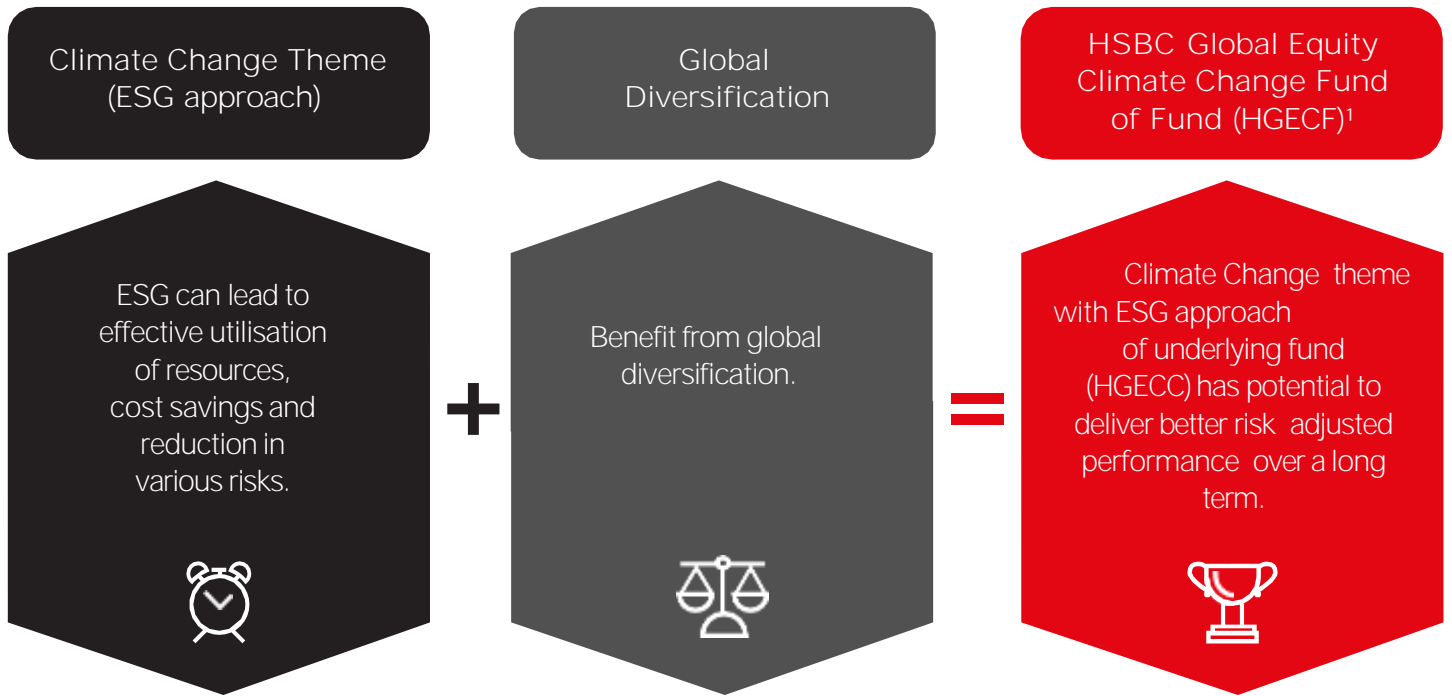 Climate Change Theme
(ESG approach)
Global
Diversification
HSBC Global Equity
Climate Change Fund
of Fund (HGECF)¹
ESG can lead to
effective utilisation
of resources,
cost savings and
reduction in
various risks.
+
Benefit from global
diversification.
=
Climate Change theme
with ESG approach
of underlying fund
(HGECC) has potential to
deliver better risk adjusted
performance over a long
term.